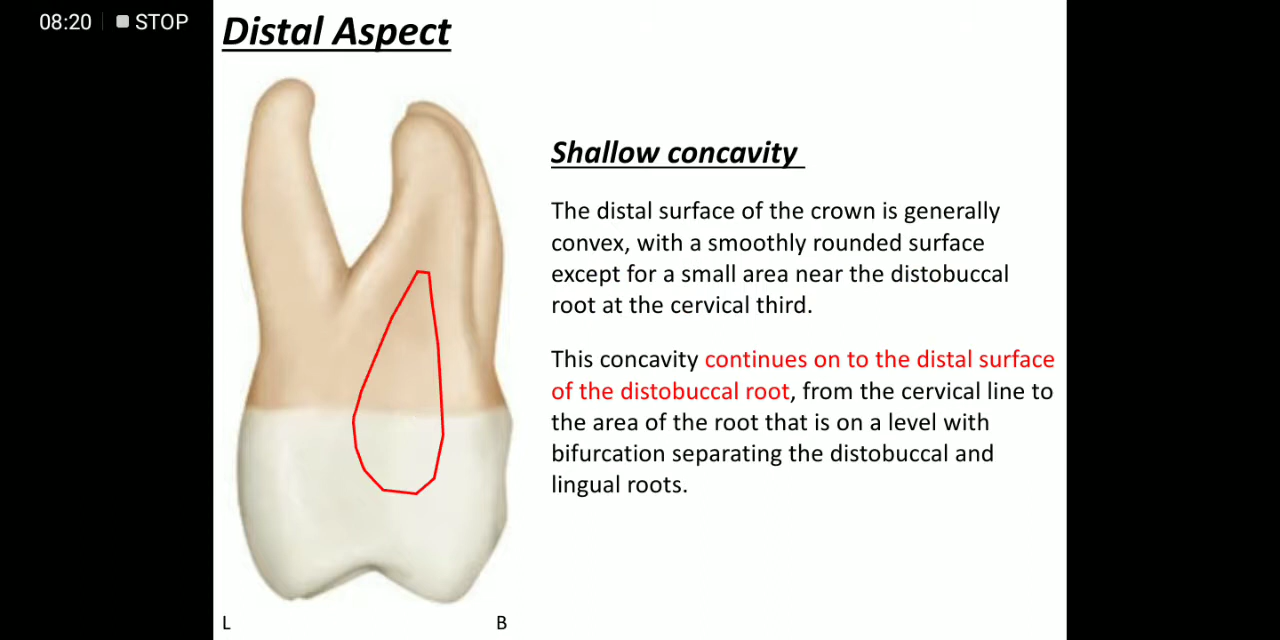 08:20
STOP
Distal Aspect
Shallow concavity
The distal surface of the crown is generally
convex, with a smoothly rounded surface
except for a small area near the distobuccal
root at the cervical third.
This concavity continues on to the distal surface
of the distobuccal root, from the cervical line to
the area of the root that is on a level with
bifurcation separating the distobuccal and
lingual roots.
L
B